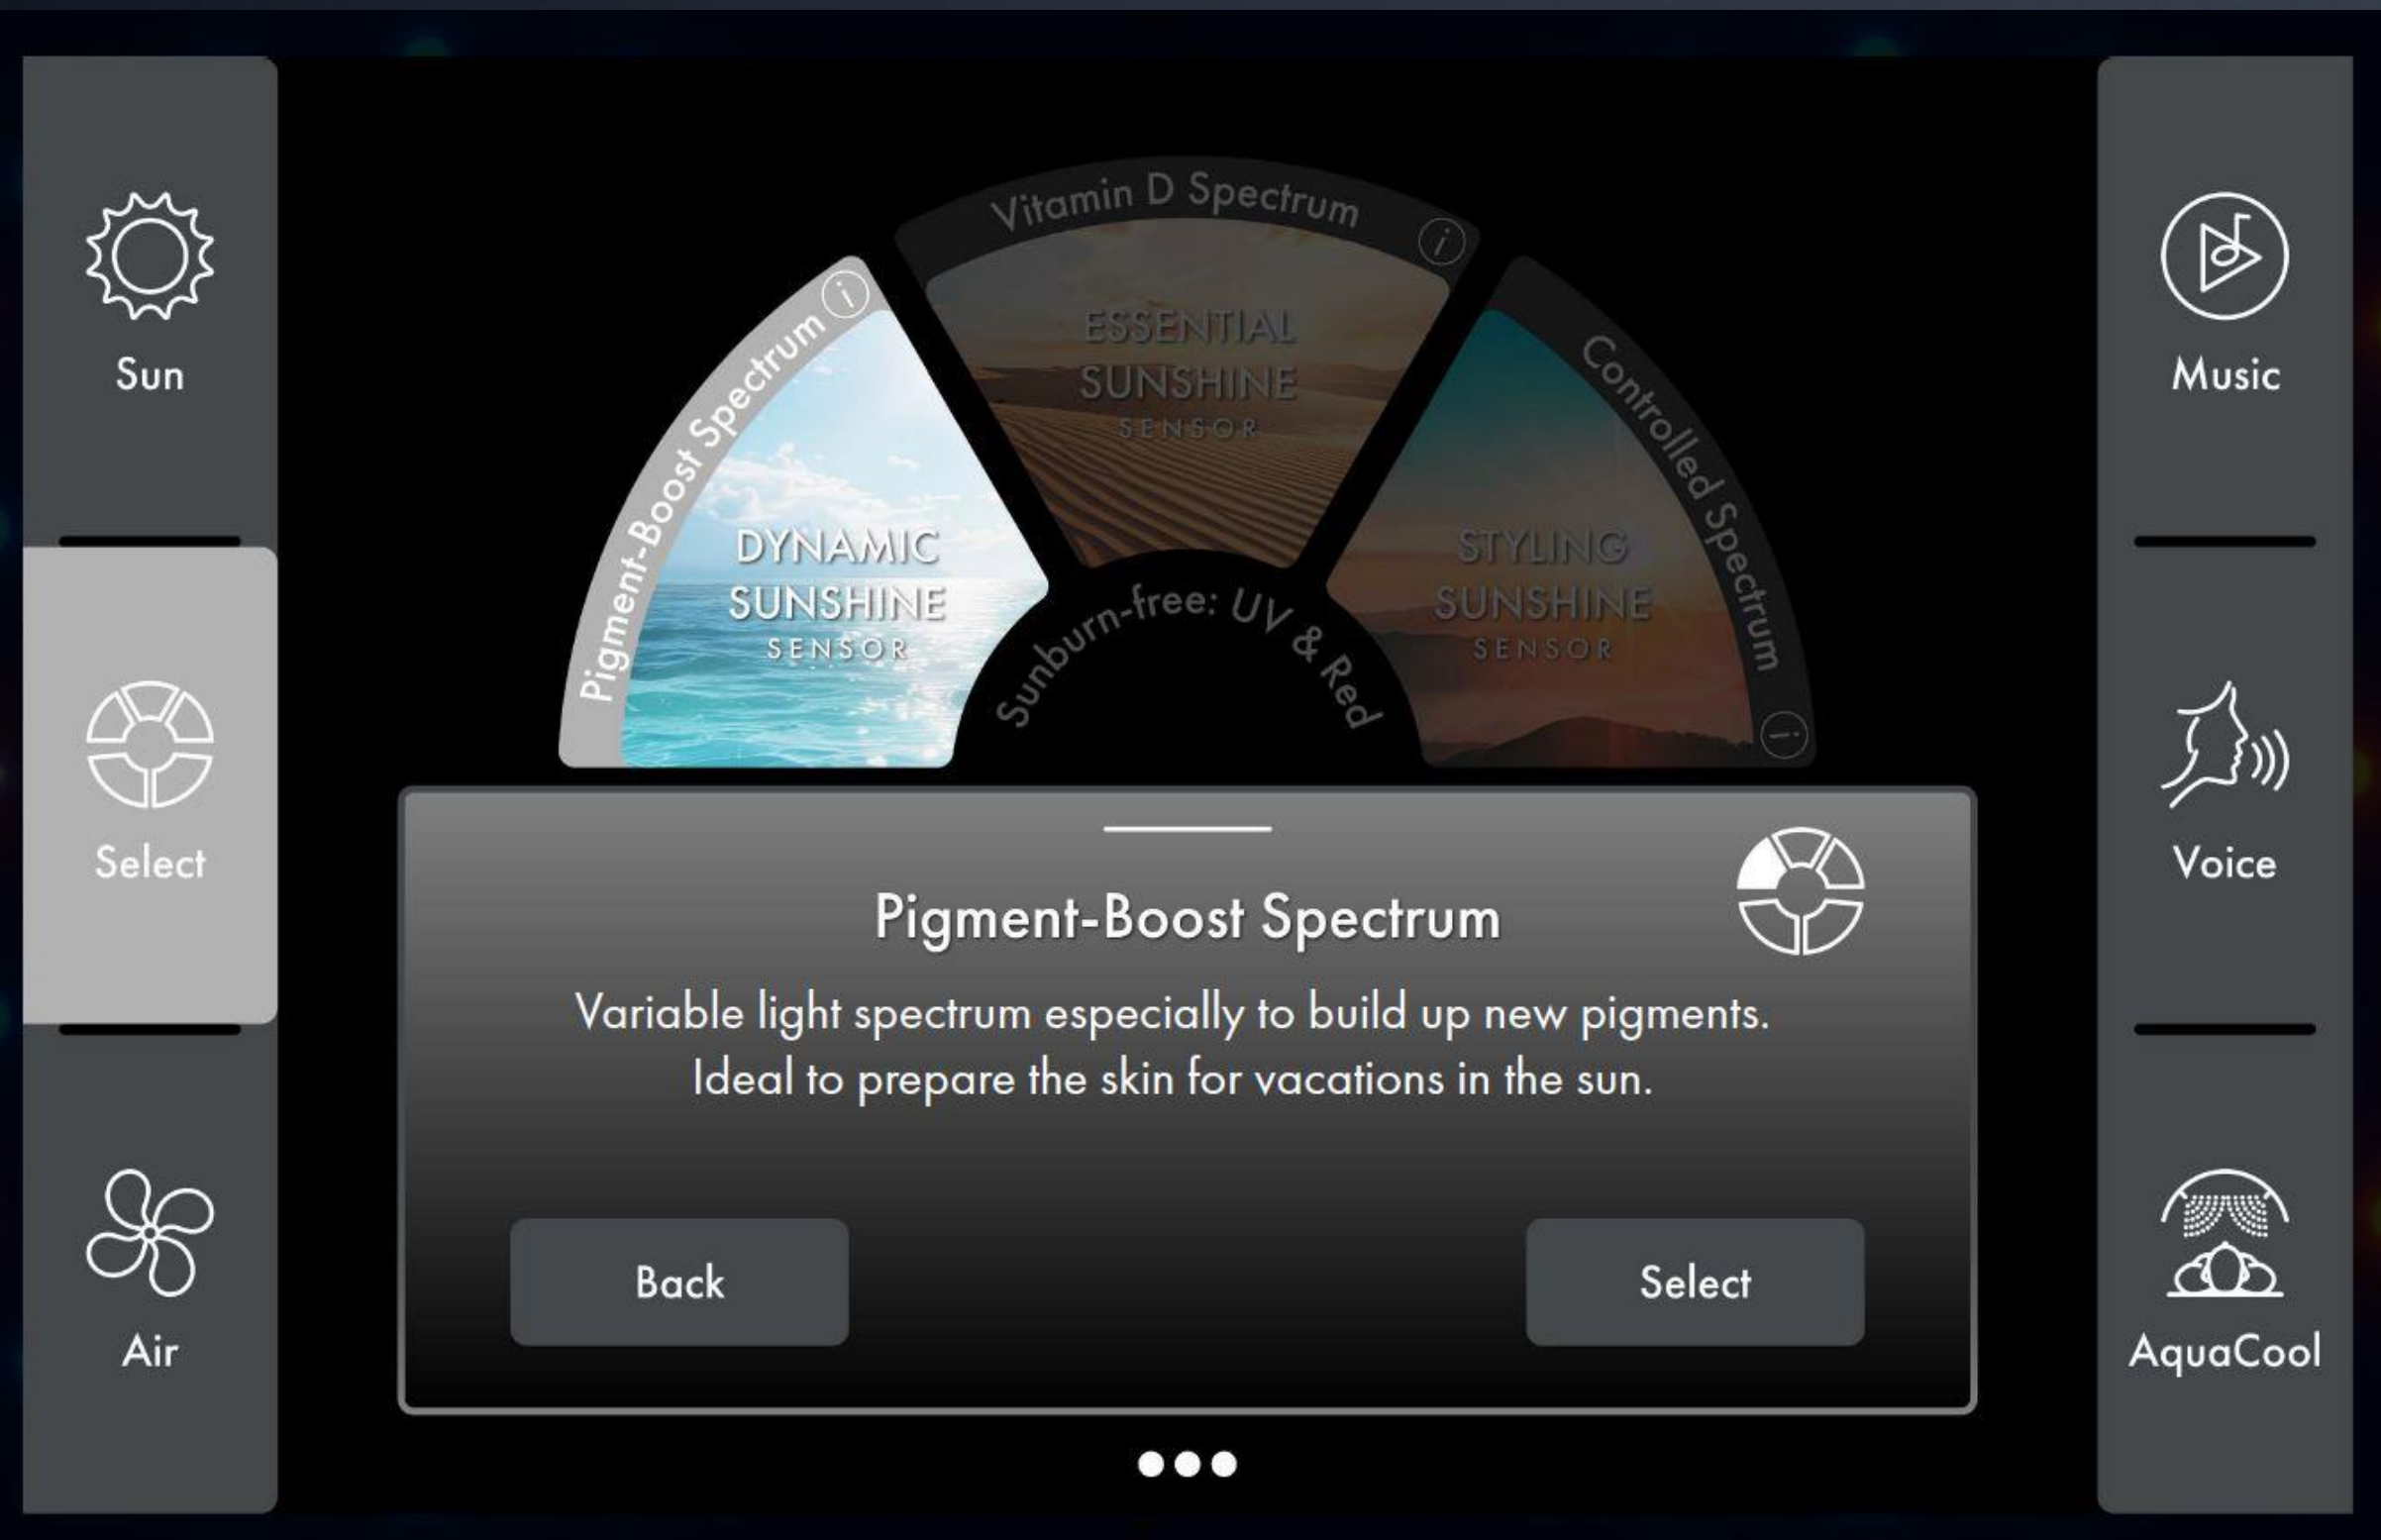 Sun
Select
Air
Pigment-Boost Spectrum
i
DYNAMIC
SUNSHINE
SENSOR
Vitamin D Spectrum
i
ESSENTIAL
SUNSHINE
SENSOR
Controlled Spectrum
i
STYLING
SUNSHINE
SENSOR
Sunburn-free: UV & Red
Pigment-Boost Spectrum
Variable light spectrum especially to build up new pigments.
Ideal to prepare the skin for vacations in the sun.
Back
Select
Music
Voice
AquaCool